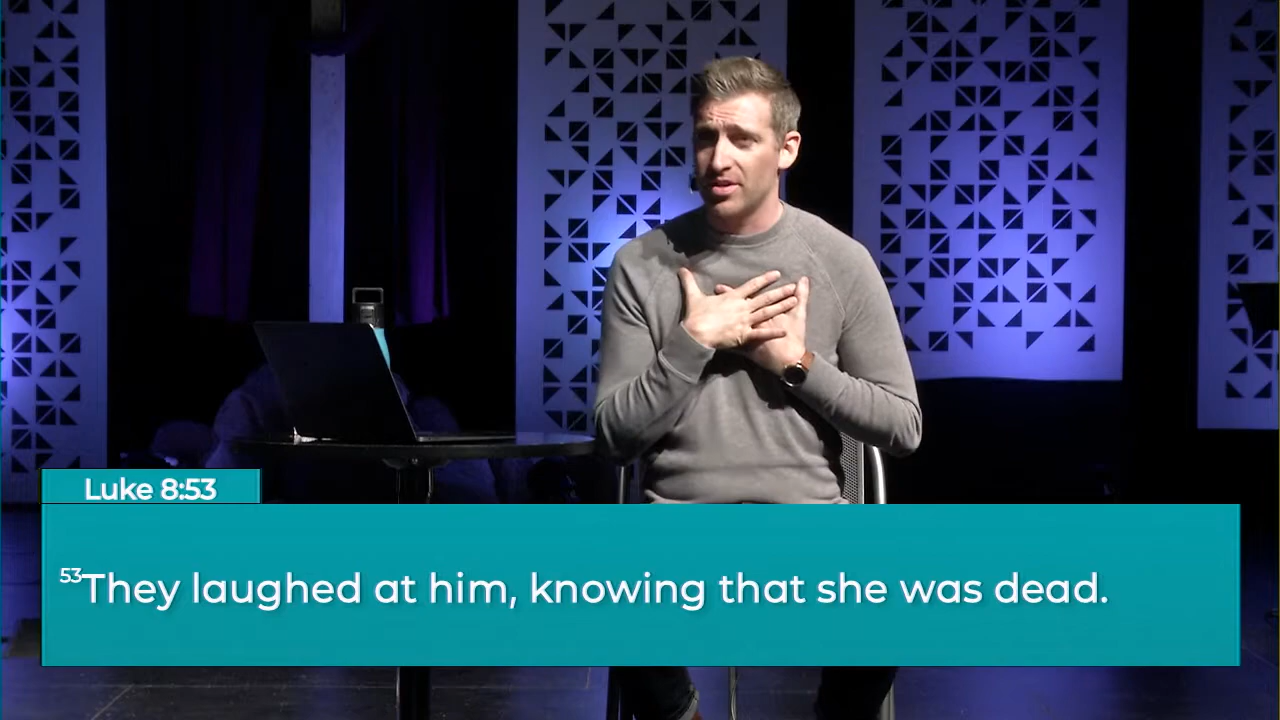 Luke 8:53
53They laughed at him, knowing that she was dead.